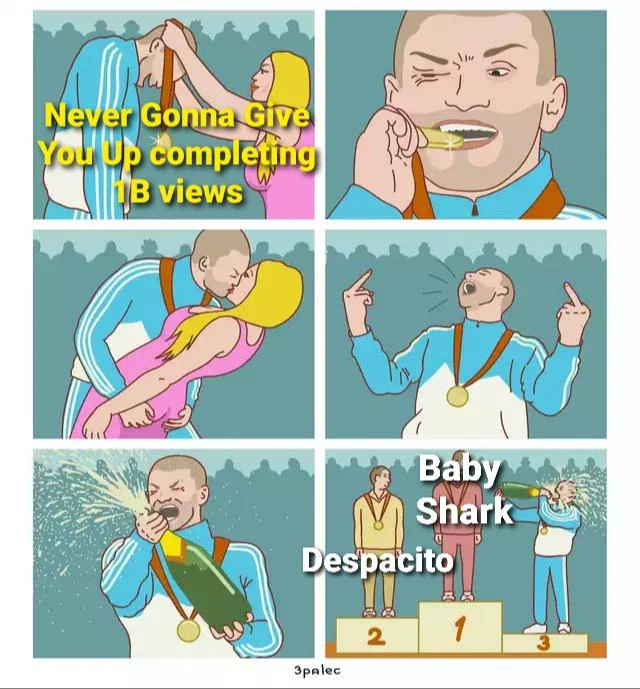 Never Gonna Give
You Up completing
1B views
Baby
Shark
Despacito
2
1
3
3palec